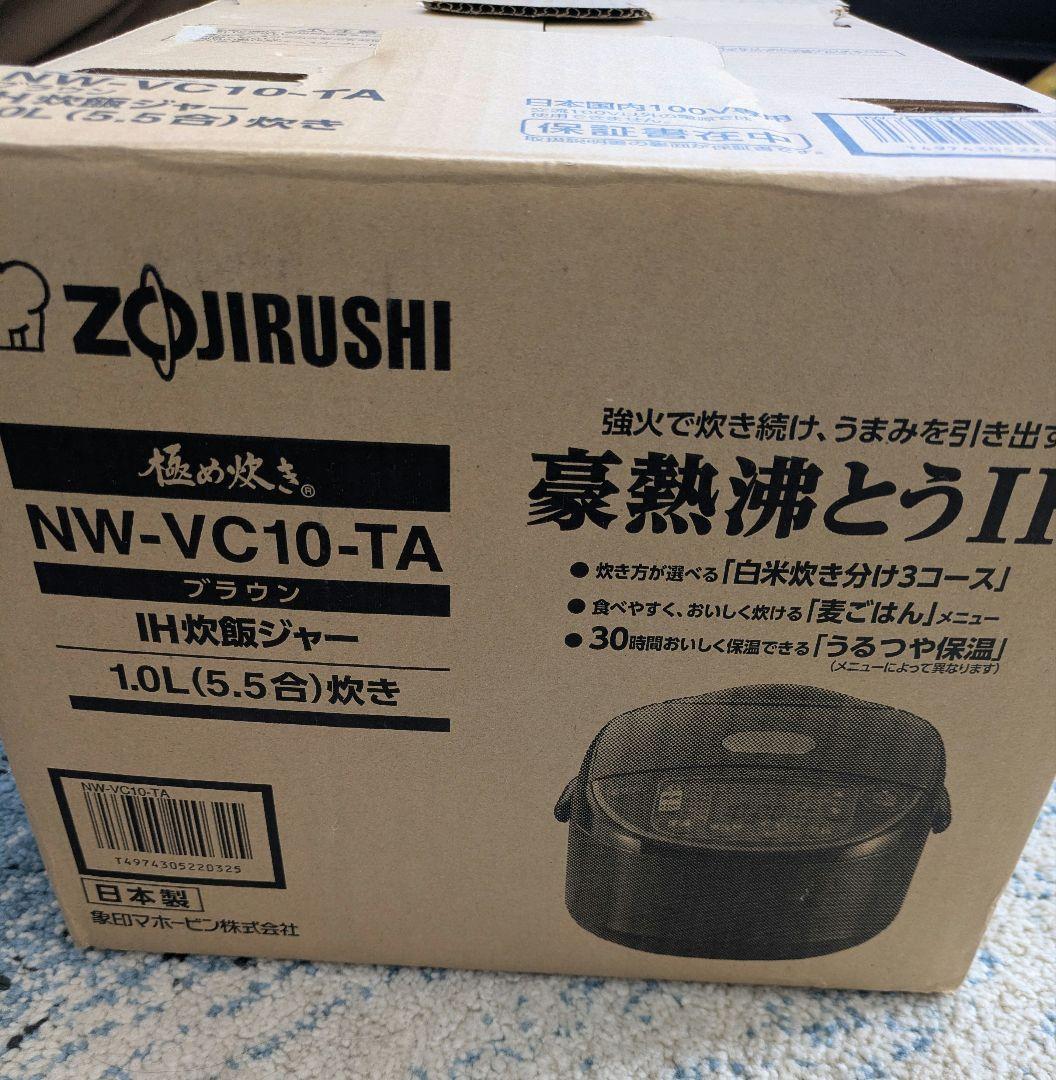 NW-VC10-TA
ブラウン
IH炊飯ジャー
.0L(5.5合)炊き
日本国内100V専用
保証書在中
ZOJIRUSHI
極め炊き®
NW-VC10-TA
ブラウン
IH炊飯ジャー
1.0L(5.5合)炊き
強火で炊き続け、うまみを引き出す
豪熱沸とうIH
●炊き方が選べる「白米炊き分け3コース」
●食べやすく、おいしく炊ける「麦ごはん」メニュー
●30時間おいしく保温できる「うるつや保温」
(メニューによって異なります)
NW-VC10-TA
T4974305220325
日本製
象印マホービン株式会社